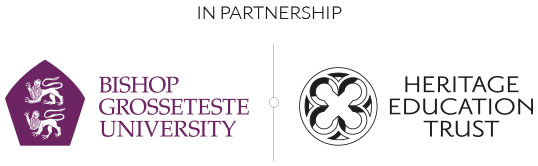 IN PARTNERSHIP
BISHOP
GROSSETESTE
UNIVERSITY
HERITAGE
EDUCATION
TRUST